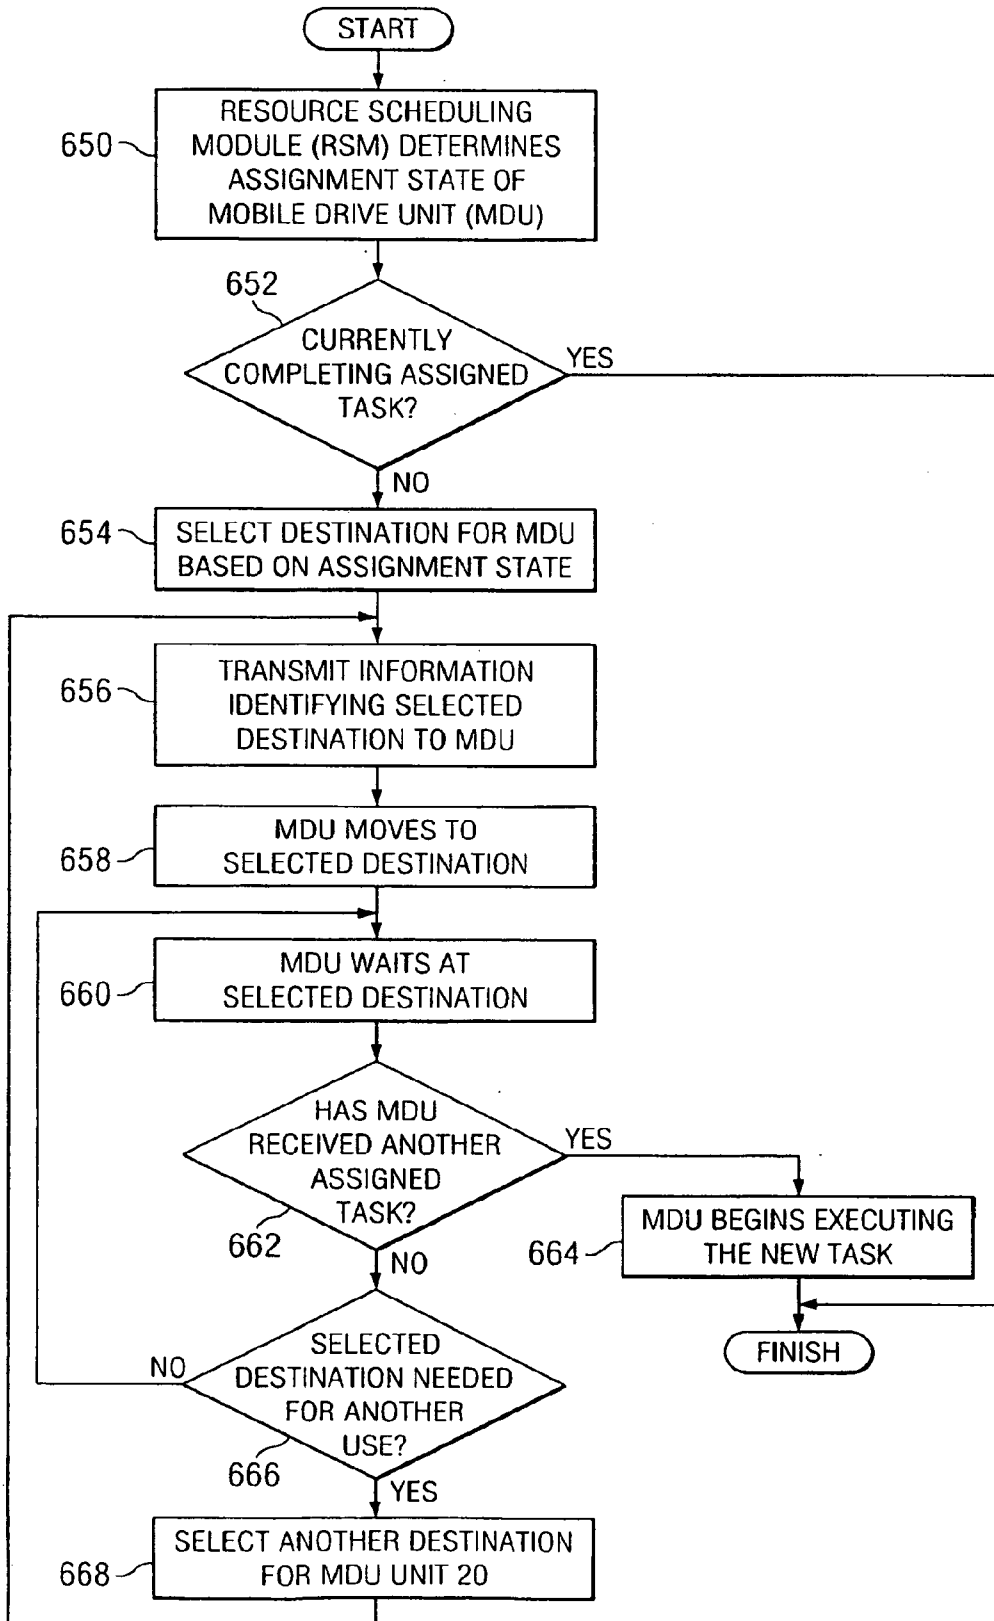 START
650
RESOURCE SCHEDULING
MODULE (RSM) DETERMINES
ASSIGNMENT STATE OF
MOBILE DRIVE UNIT (MDU)
652
CURRENTLY
COMPLETING ASSIGNED
TASK?
YES
NO
654
SELECT DESTINATION FOR MDU
BASED ON ASSIGNMENT STATE
656
TRANSMIT INFORMATION
IDENTIFYING SELECTED
DESTINATION TO MDU
658
MDU MOVES TO
SELECTED DESTINATION
660
MDU WAITS AT
SELECTED DESTINATION
662
HAS MDU
RECEIVED ANOTHER
ASSIGNED
TASK?
YES
NO
664
MDU BEGINS EXECUTING
THE NEW TASK
FINISH
666
SELECTED
DESTINATION NEEDED
FOR ANOTHER
USE?
NO
YES
668
SELECT ANOTHER DESTINATION
FOR MDU UNIT 20